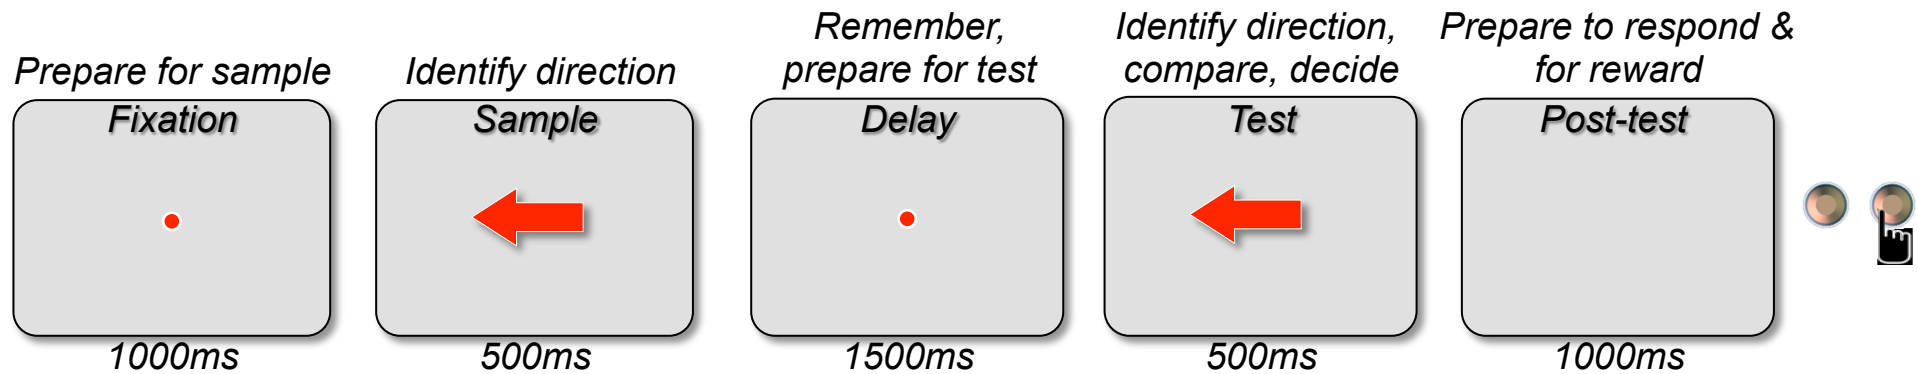 Prepare for sample
Fixation
1000ms
Identify direction
Sample
500ms
Remember,
prepare for test
Delay
1500ms
Identify direction,
compare, decide
Test
500ms
Prepare to respond &
for reward
Post-test
1000ms